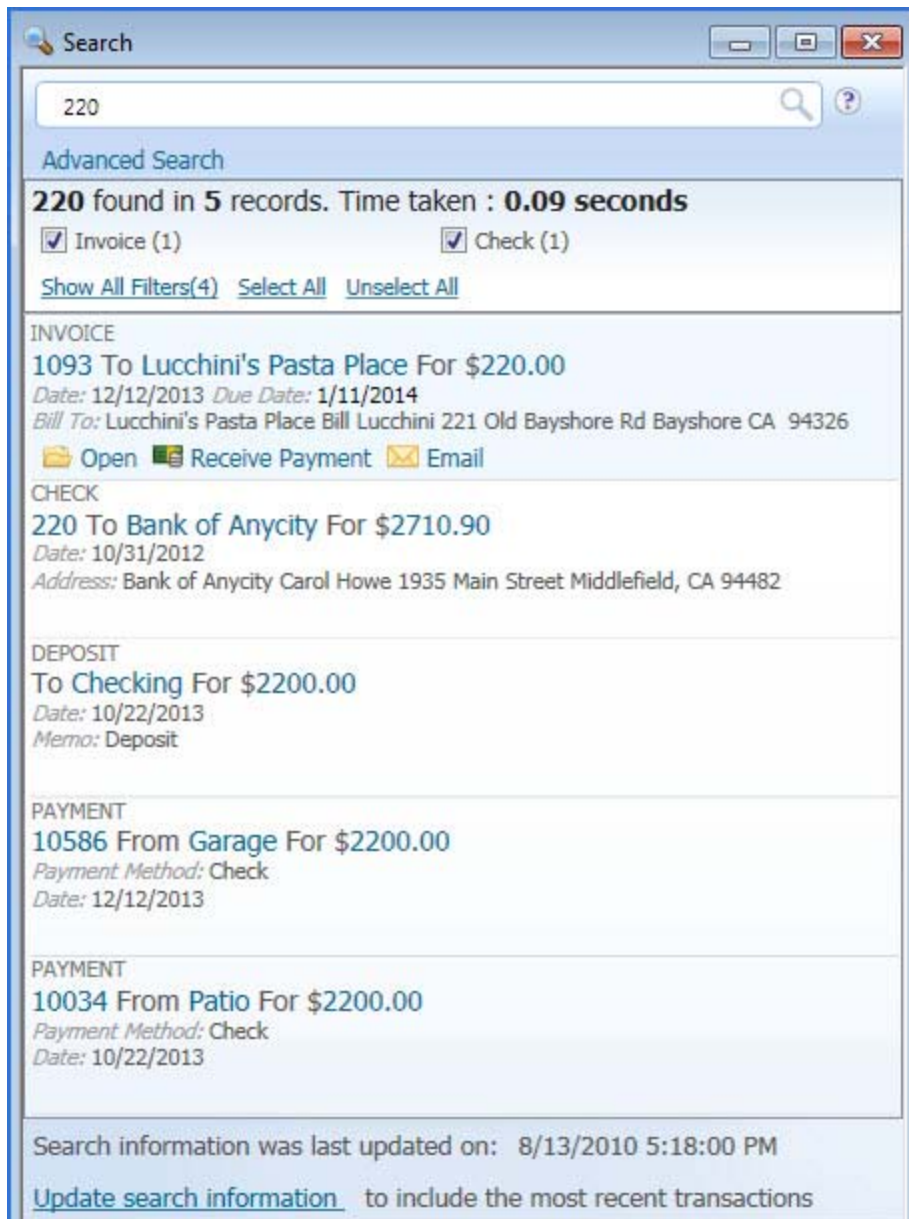 Search
220
?
Advanced Search
220 found in 5 records. Time taken : 0.09 seconds
Invoice (1) Check (1)
Show All Filters(4) Select All Unselect All
INVOICE
1093 To Lucchini's Pasta Place For $220.00
Date: 12/12/2013 Due Date: 1/11/2014
Bill To: Lucchini's Pasta Place Bill Lucchini 221 Old Bayshore Rd Bayshore CA 94326
Open Receive Payment Email
CHECK
220 To Bank of Anycity For $2710.90
Date: 10/31/2012
Address: Bank of Anycity Carol Howe 1935 Main Street Middlefield, CA 94482
DEPOSIT
To Checking For $2200.00
Date: 10/22/2013
Memo: Deposit
PAYMENT
10586 From Garage For $2200.00
Payment Method: Check
Date: 12/12/2013
PAYMENT
10034 From Patio For $2200.00
Payment Method: Check
Date: 10/22/2013
Search information was last updated on: 8/13/2010 5:18:00 PM
Update search information to include the most recent transactions